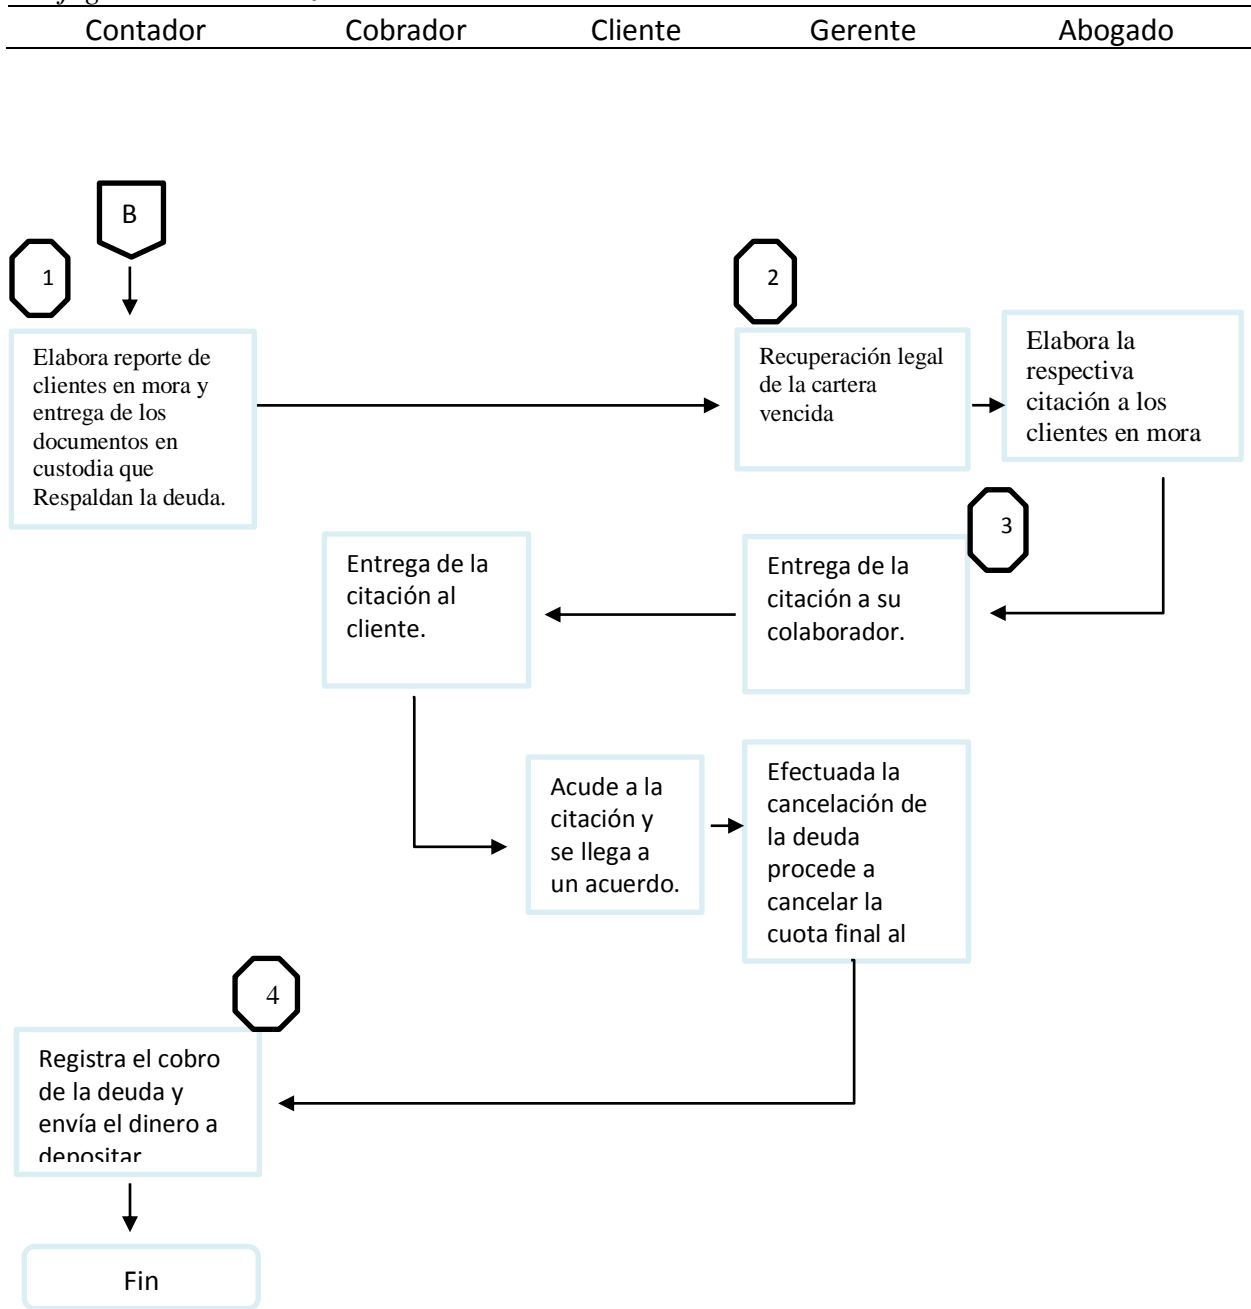 Contador Cobrador Cliente Gerente Abogado
B
1
2
Elabora reporte de
clientes en mora y
entrega de los
documentos en
custodia que
Respaldan la deuda.
Recuperación legal
de la cartera
vencida
Elabora la
respectiva
citación a los
clientes en mora
3
Entrega de la
citación a su
colaborador.
Entrega de la
citación al
cliente.
Acude a la
citación y
se llega a
un acuerdo.
Efectuada la
cancelación de
la deuda
procede a
cancelar la
cuota final al
4
Registra el cobro
de la deuda y
envía el dinero a
depositar
Fin